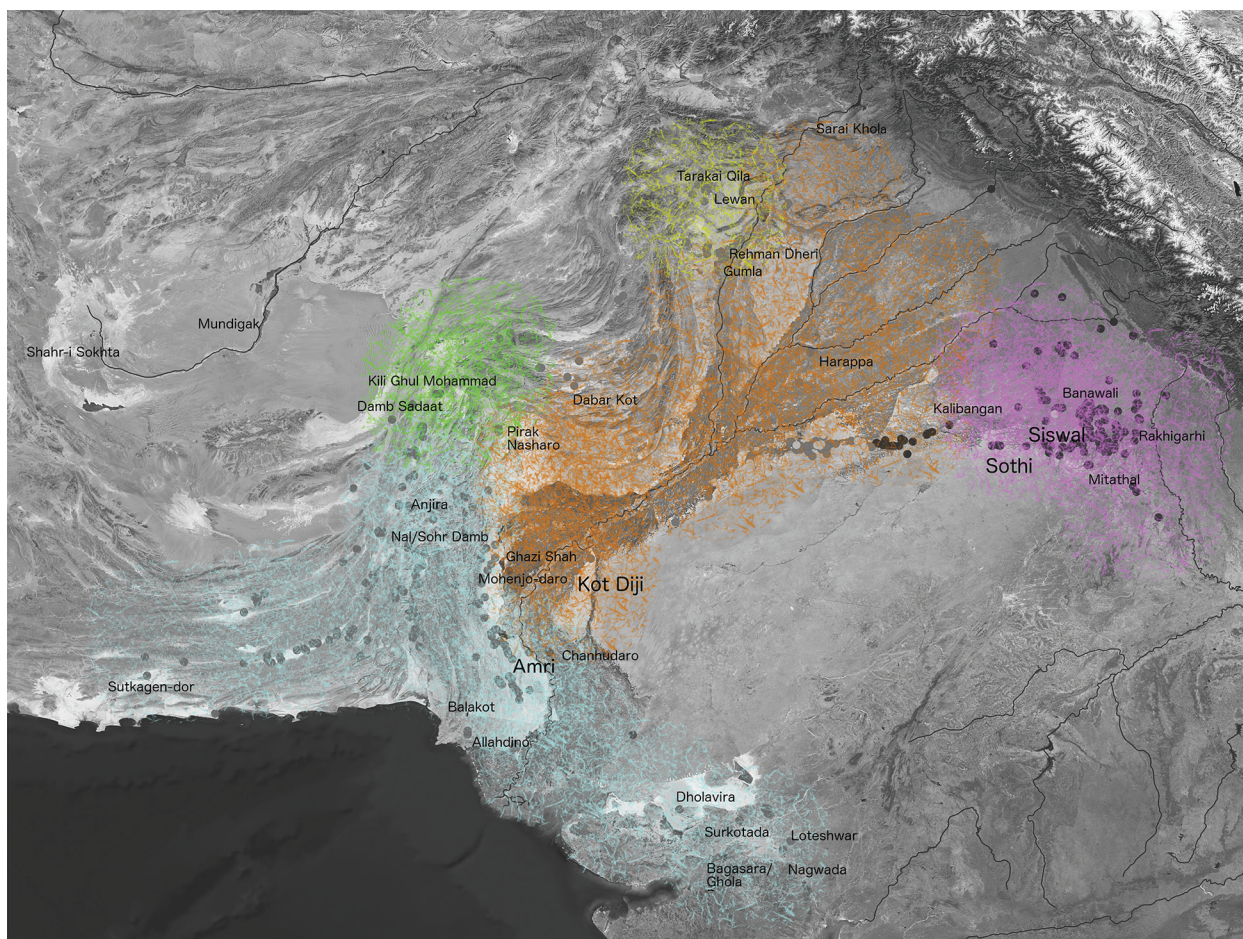 Sarai Khola
Tarakai Qila
Lewan
Rehman Dheri
Gumla
Mundigak
Shahr-i Sokhta
Harappa
Kili Ghul Mohammad
Dabar Kot
Damb Sadaat
Banawali
Kalibangan
Pirak
Nasharo
Siswal
Rakhigarhi
Sothi
Mitathal
Anjira
Nal/Sohr Damb
Ghazi Shah
Mohenjo-daro
Kot Diji
Chanhudaro
Amri
Sutkagen-dor
Balakot
Allahdino
Dholavira
Surkotada
Loteshwar
Bagasara/
Ghola
Nagwada